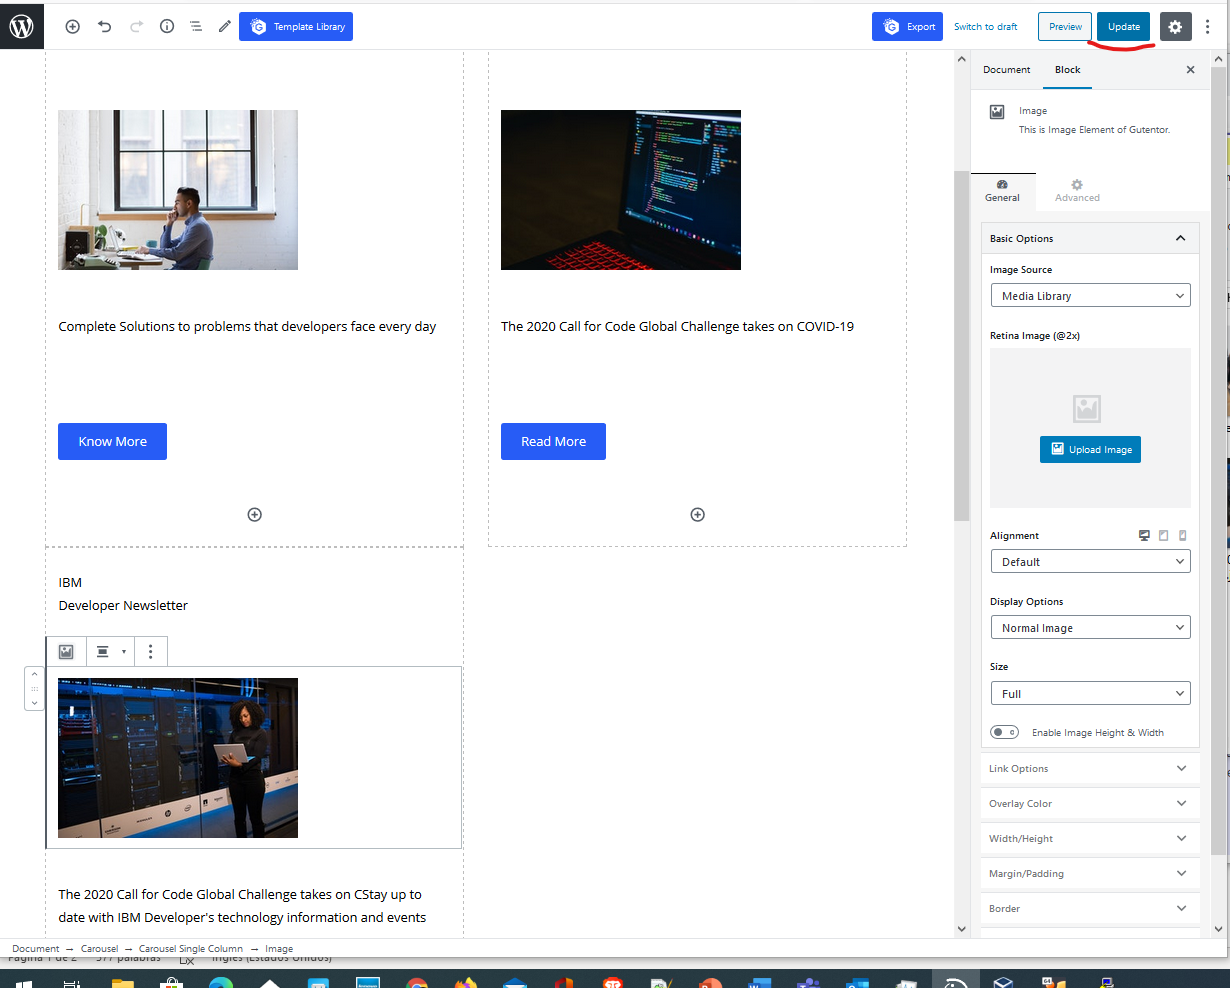 Template Library
Export
Switch to draft
Preview
Update
Document
Block
Image
This is Image Element of Gutentor.
General
Advanced
Basic Options
Image Source
Media Library
Retina Image (@2x)
Upload Image
Alignment
Default
Display Options
Normal Image
Size
Full
Enable Image Height & Width
Link Options
Overlay Color
Width/Height
Margin/Padding
Border
Complete Solutions to problems that developers face every day
The 2020 Call for Code Global Challenge takes on COVID-19
Know More
Read More
IBM
Developer Newsletter
The 2020 Call for Code Global Challenge takes on CStay up to
date with IBM Developer's technology information and events
Document → Carousel → Carousel Single Column → Image
Página 1 de 2 577 palabras Inglés (Estados Unidos)